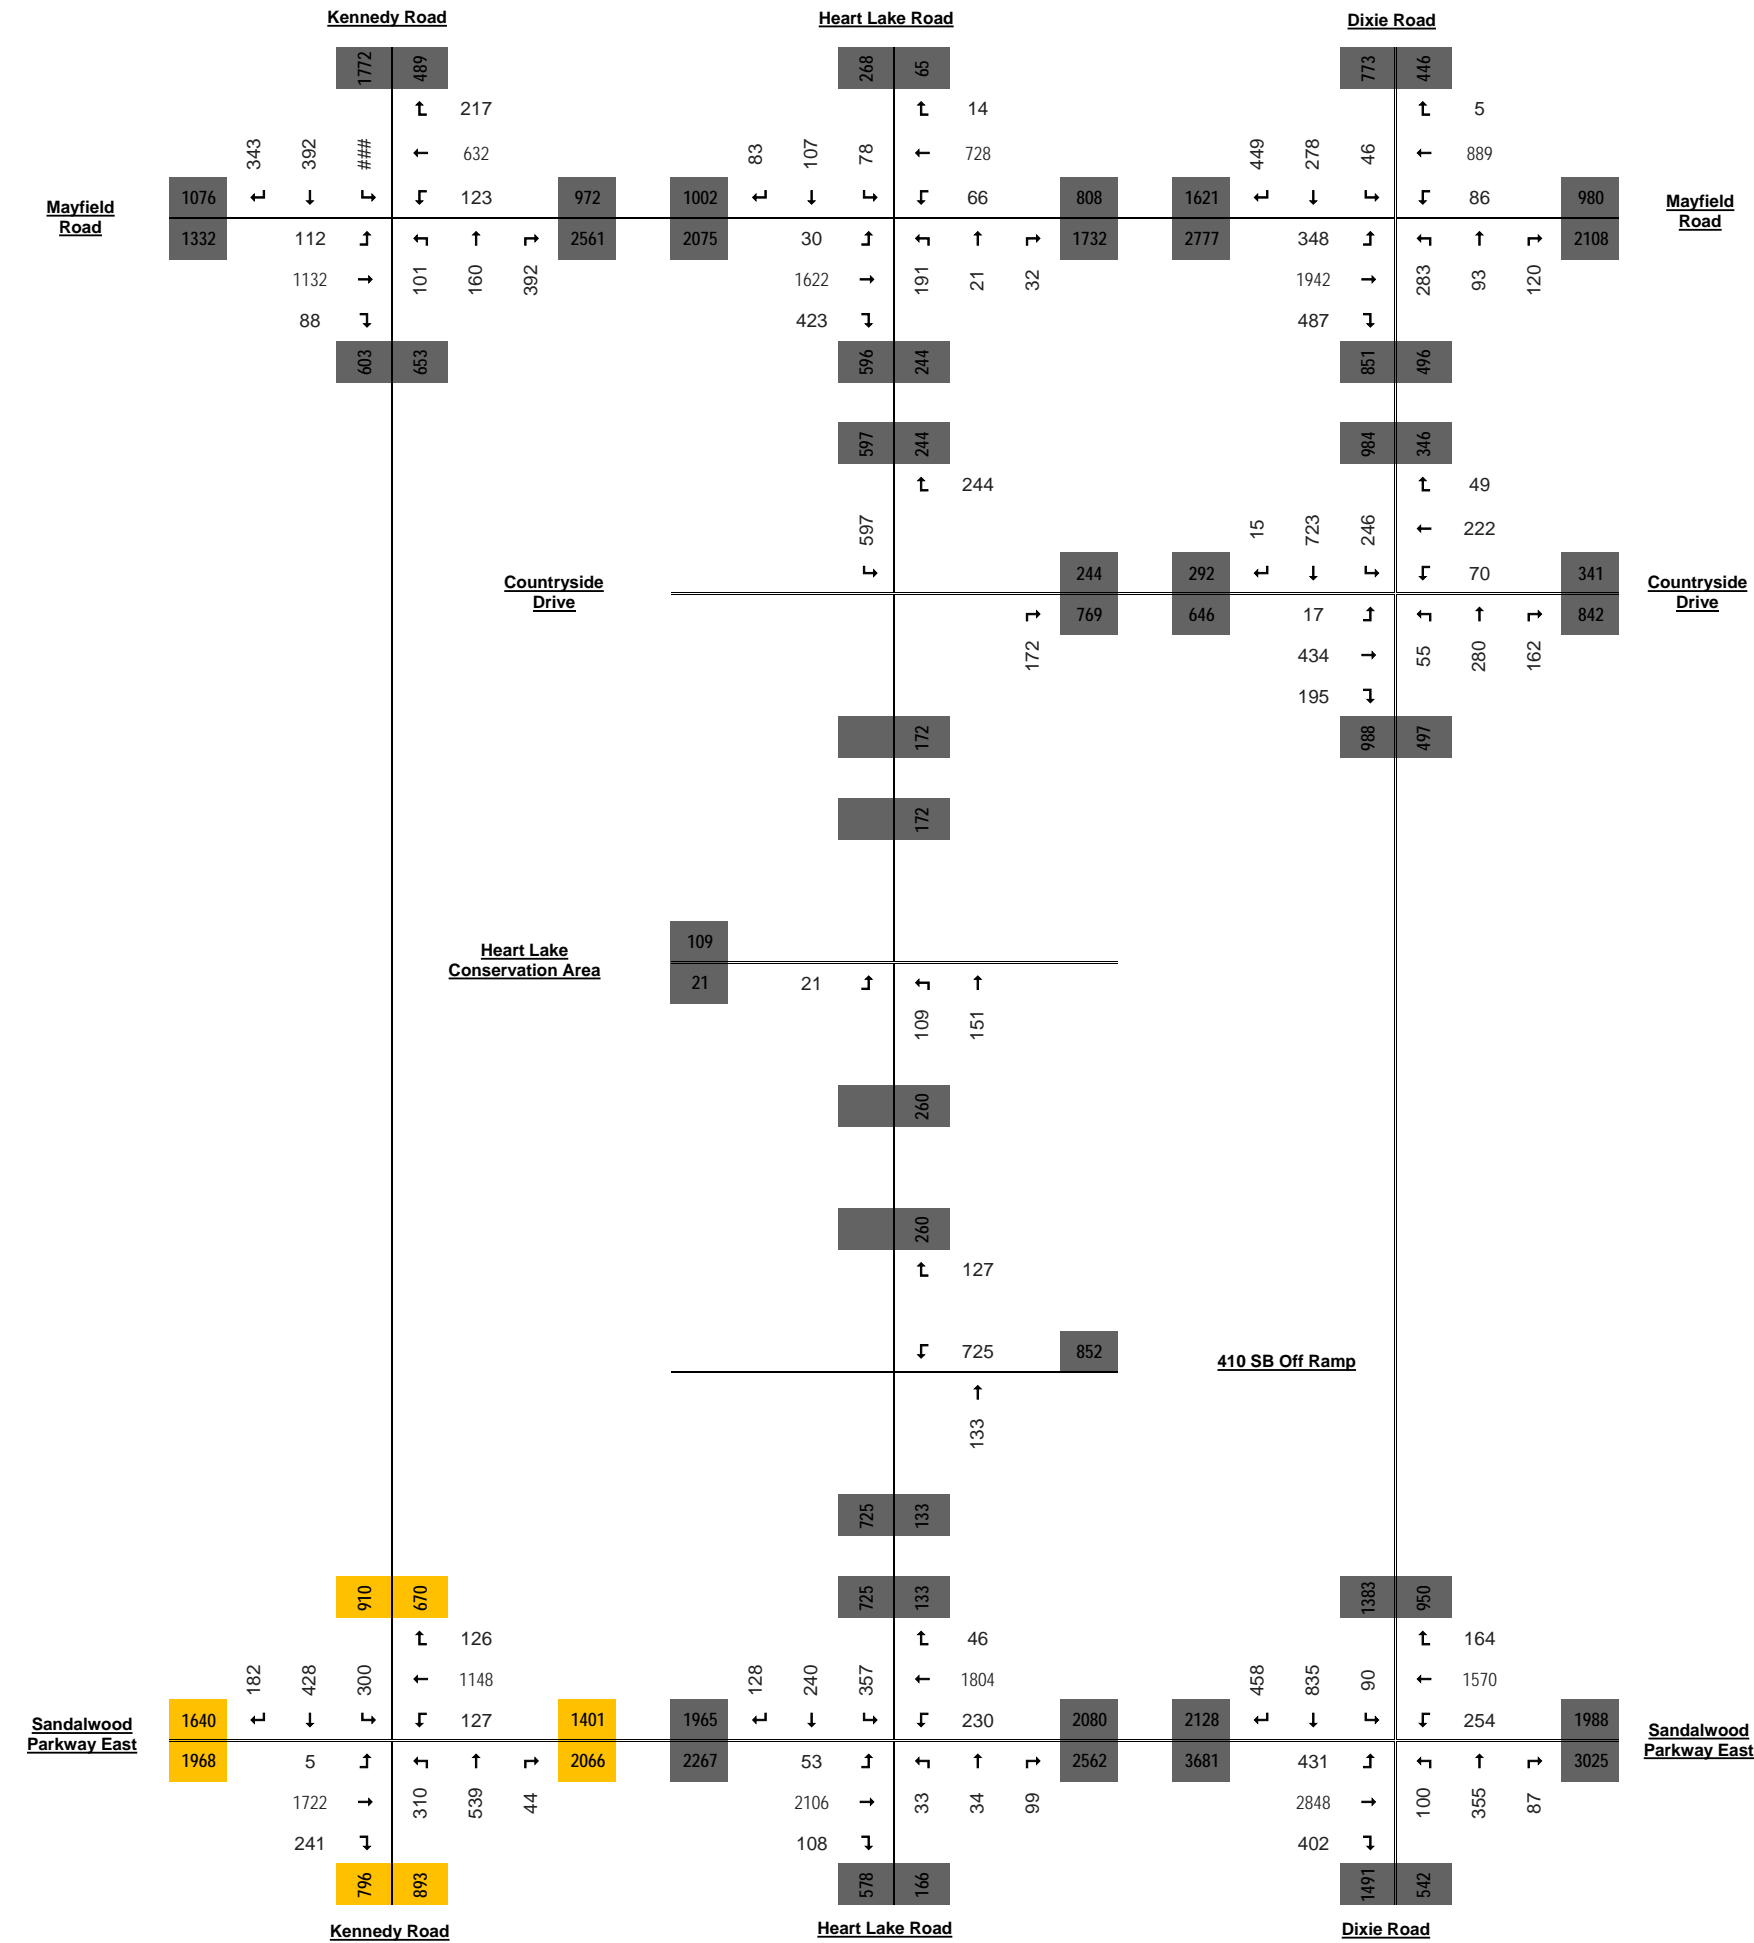 Kennedy Road Heart Lake Road Dixie Road
1772 489 268 65 773 446
217 14 5
343 392 ### 632 83 107 78 728 449 278 46 889
1076 123 972 1002 66 808 1621 86 980
Mayfield Mayfield
Road Road
1332 112 2561 2075 30 1732 2777 348 2108
1132 101 160 392 1622 191 21 32 1942 283 93 120
88 423 487
603 653 596 244 851 496
597 244 984 346
244 49
597 15 723 246 222
244 292 70 341
Countryside Countryside
Drive Drive
769 646 17 842
172 434 55 280 162
195
172 988 497
172
109
Heart Lake
Conservation Area
21 21
109 151
260
260
127
725 852
410 SB Off Ramp
133
725 133
910 670 725 133 1383 950
126 46 164
182 428 300 1148 128 240 357 1804 458 835 90 1570
1640 127 1401 1965 230 2080 2128 254 1988
Sandalwood Sandalwood
Parkway East Parkway East
1968 5 2066 2267 53 2562 3681 431 3025
1722 310 539 44 2106 33 34 99 2848 100 355 87
241 108 402
796 893 578 166 1491 542
Kennedy Road Heart Lake Road Dixie Road